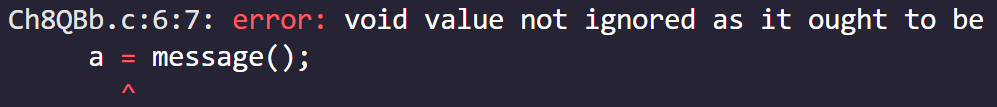 Ch8QBb.c:6:7: error: void value not ignored as it ought to be
a = message();
^